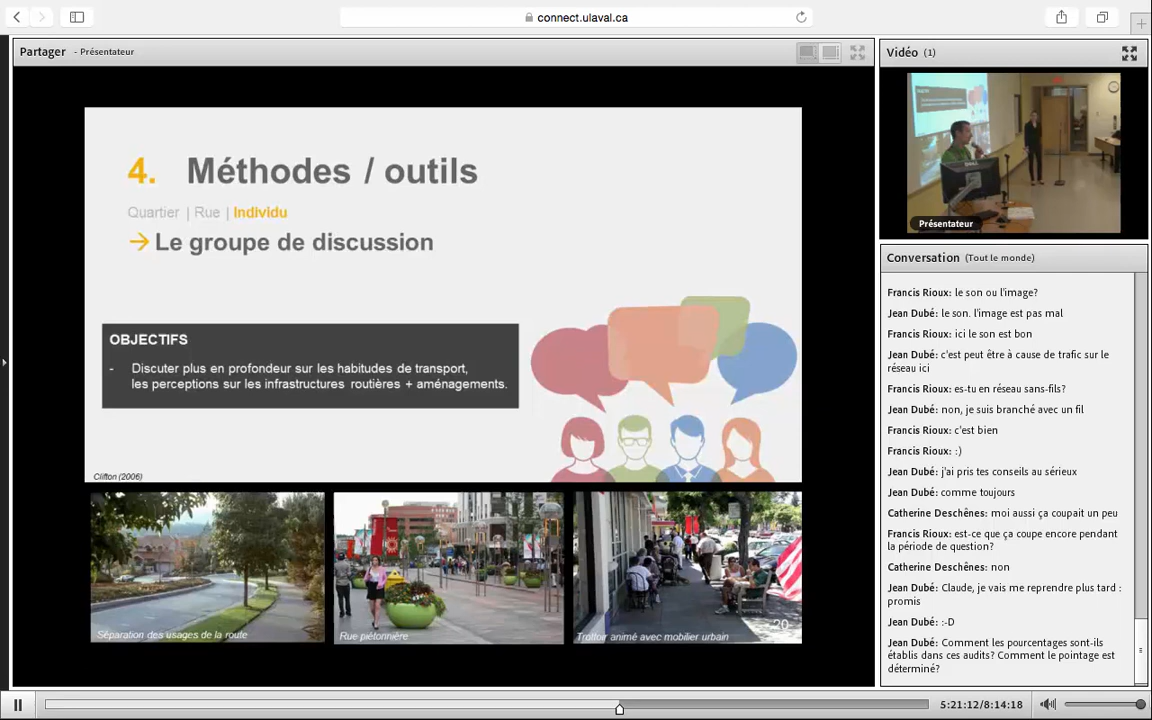 connect.ulaval.ca
Partager - Présentateur
4. Méthodes / outils
Quartier | Rue | Individu
→ Le groupe de discussion
OBJECTIFS
- Discuter plus en profondeur sur les habitudes de transport,
les perceptions sur les infrastructures routières + aménagements.
Clifton (2006)
Séparation des usages de la route
Rue piétonnière
Trottoir animé avec mobilier urbain
20
Vidéo (1)
Présentateur
Conversation (Tout le monde)
Francis Rioux: le son ou l'image?
Jean Dubé: le son. l'image est pas mal
Francis Rioux: ici le son est bon
Jean Dubé: c'est peut être à cause de trafic sur le
réseau ici
Francis Rioux: es-tu en réseau sans-fils?
Jean Dubé: non, je suis branché avec un fil
Francis Rioux: c'est bien
Francis Rioux: :)
Jean Dubé: j'ai pris tes conseils au sérieux
Jean Dubé: comme toujours
Catherine Deschênes: moi aussi ça coupait un peu
Francis Rioux: est-ce que ça coupe encore pendant
la période de question?
Catherine Deschênes: non
Jean Dubé: Claude, je vais me reprendre plus tard :
promis
Jean Dubé: :-D
Jean Dubé: Comment les pourcentages sont-ils
établis dans ces audits? Comment le pointage est
déterminé?
5:21:12/8:14:18